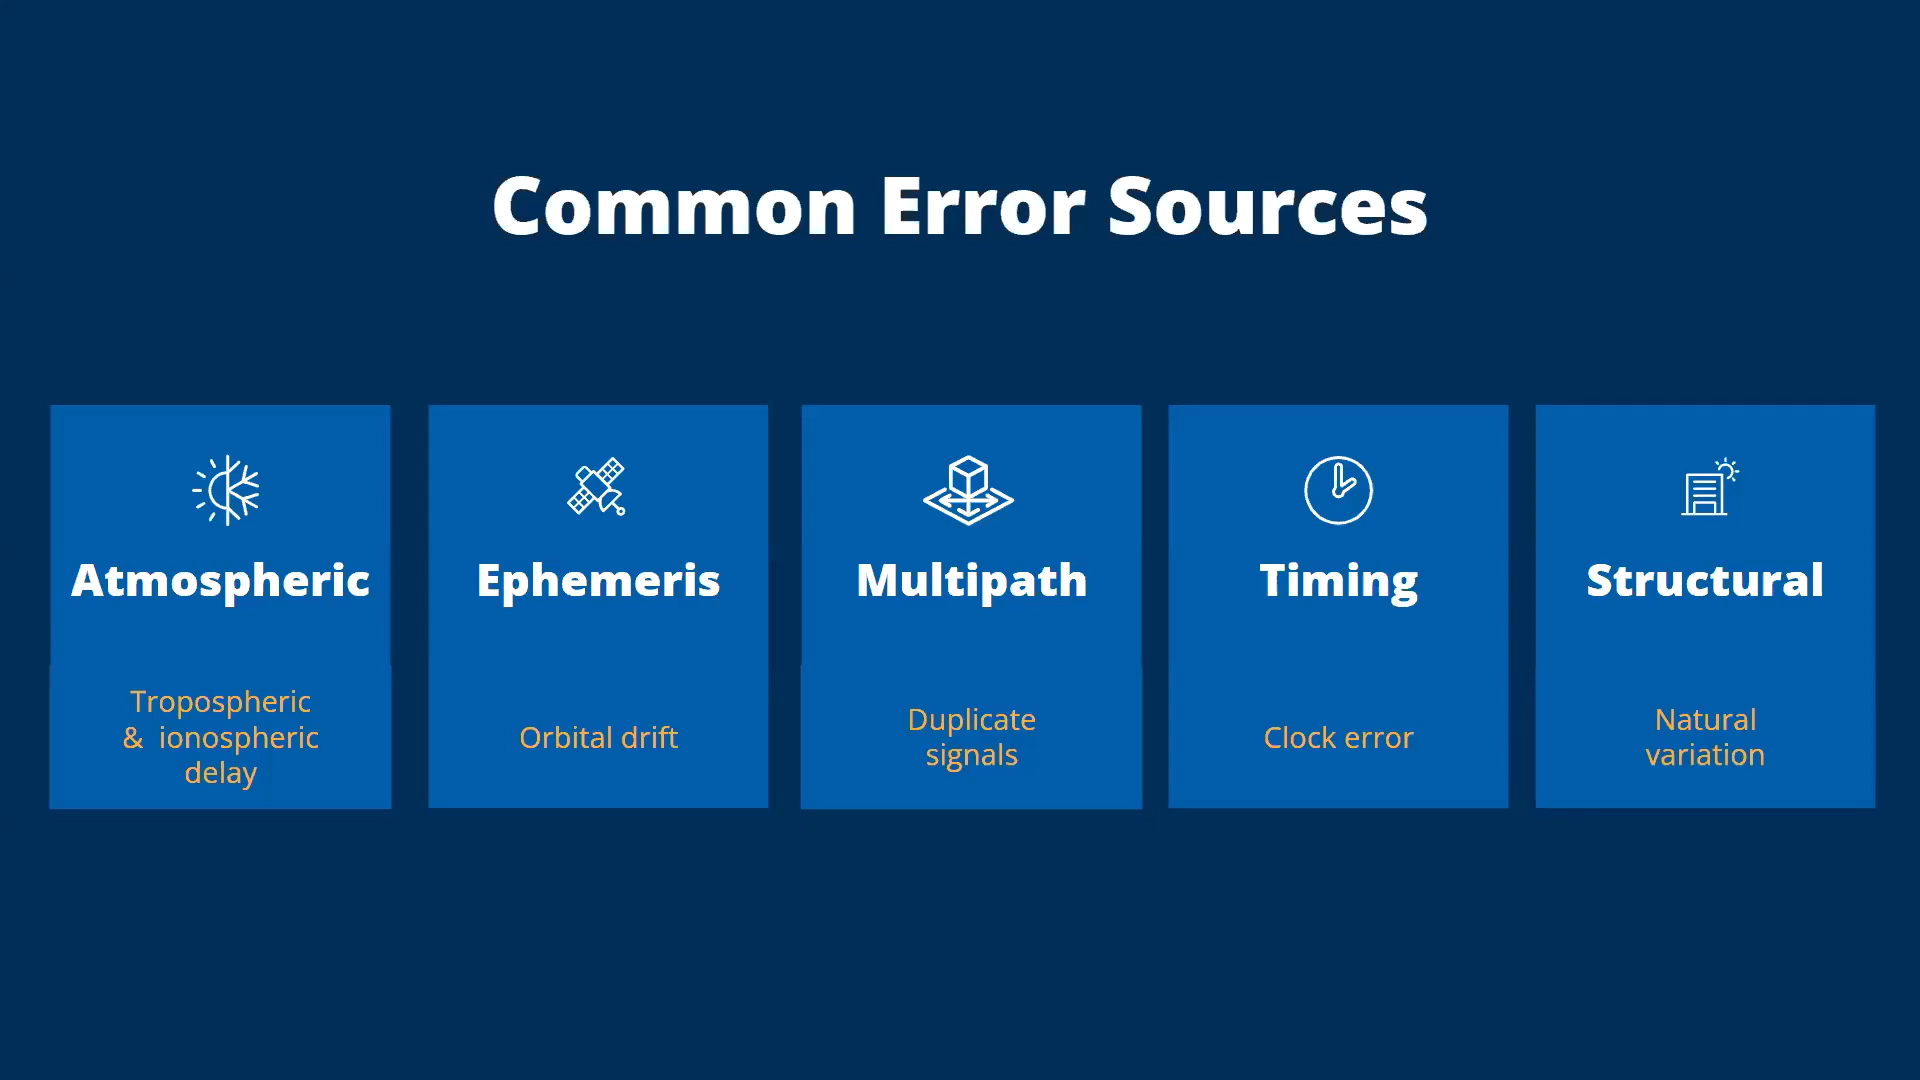 Common Error Sources
Atmospheric
Tropospheric
& ionospheric
delay
Ephemeris
Orbital drift
Multipath
Duplicate
signals
Timing
Clock error
Structural
Natural
variation